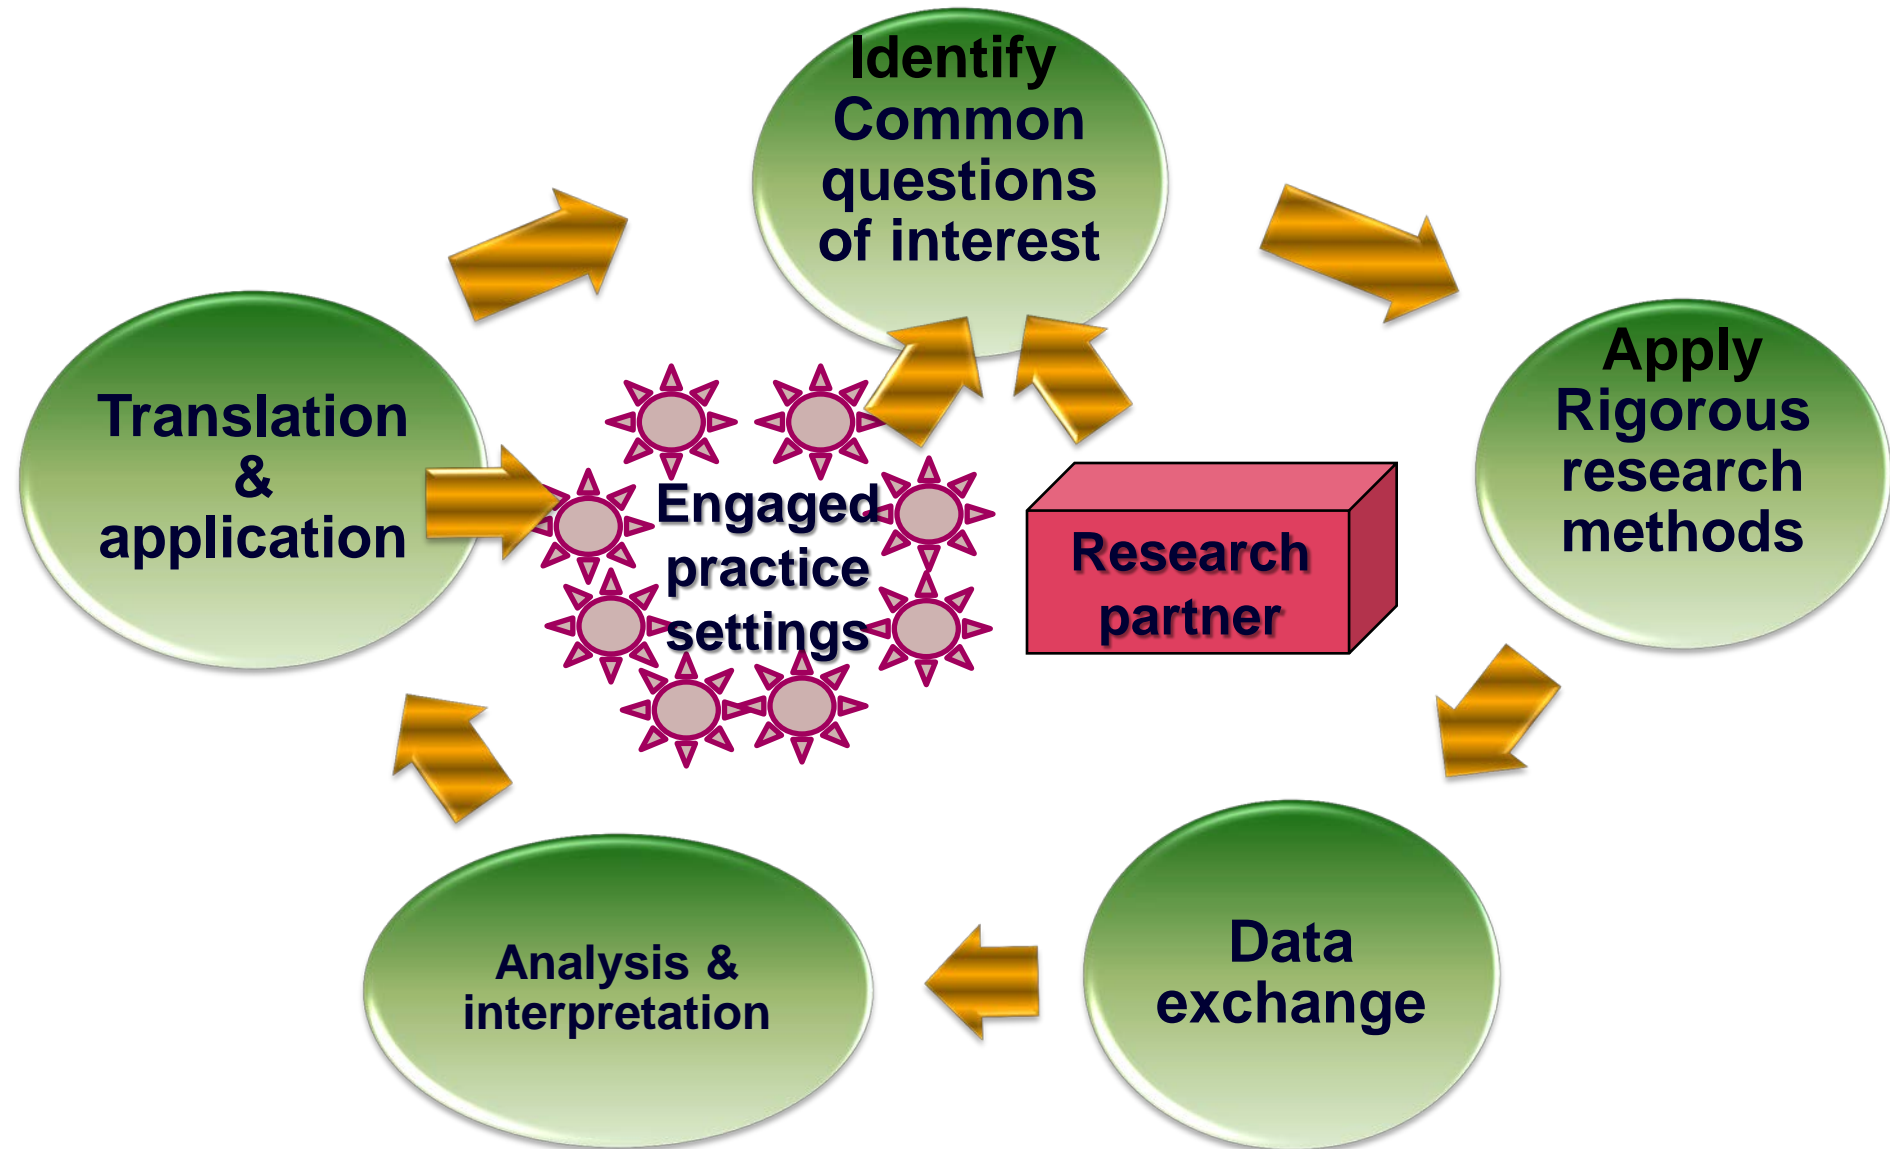 Identify
Common
questions
of interest
Apply
Rigorous
research
methods
Data
exchange
Analysis &
interpretation
Translation
&
application
Engaged
practice
settings
Research
partner